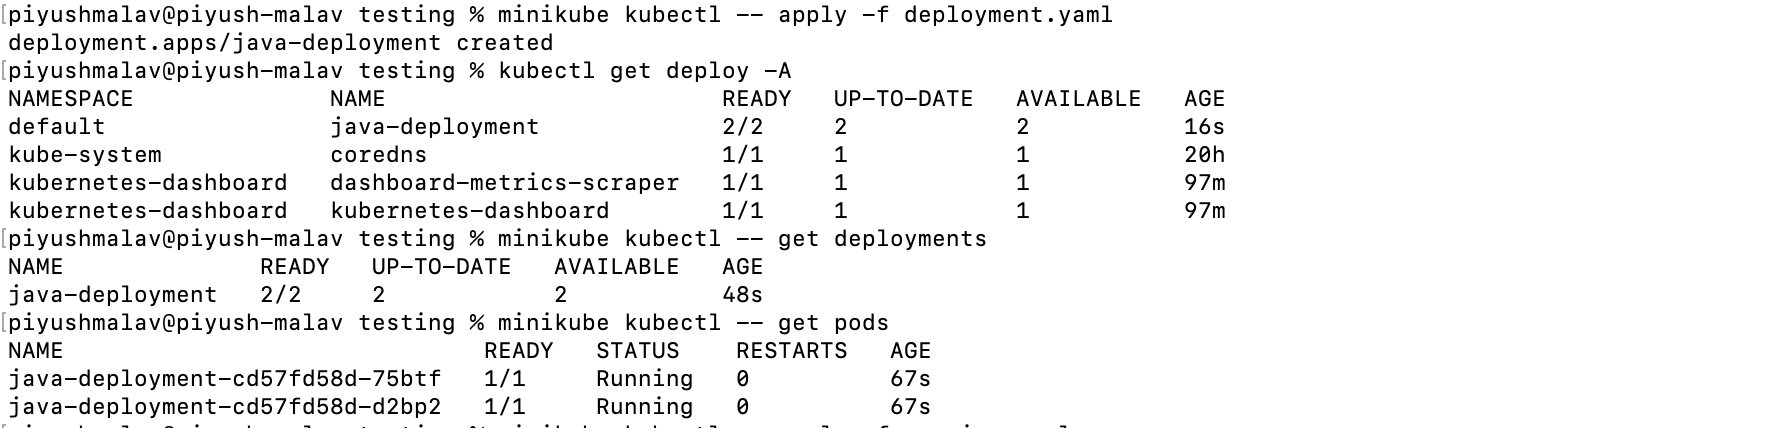 [piyushmalav@piyush-malav testing % minikube kubectl -- apply -f deployment.yaml
deployment.apps/java-deployment created
[piyushmalav@piyush-malav testing % kubectl get deploy -A
NAMESPACE NAME READY UP-TO-DATE AVAILABLE AGE
default java-deployment 2/2 2 2 16s
kube-system coredns 1/1 1 1 20h
kubernetes-dashboard dashboard-metrics-scraper 1/1 1 1 97m
kubernetes-dashboard kubernetes-dashboard 1/1 1 1 97m
[piyushmalav@piyush-malav testing % minikube kubectl -- get deployments
NAME READY UP-TO-DATE AVAILABLE AGE
java-deployment 2/2 2 2 48s
[piyushmalav@piyush-malav testing % minikube kubectl -- get pods
NAME READY STATUS RESTARTS AGE
java-deployment-cd57fd58d-75btf 1/1 Running 0 67s
java-deployment-cd57fd58d-d2bp2 1/1 Running 0 67s